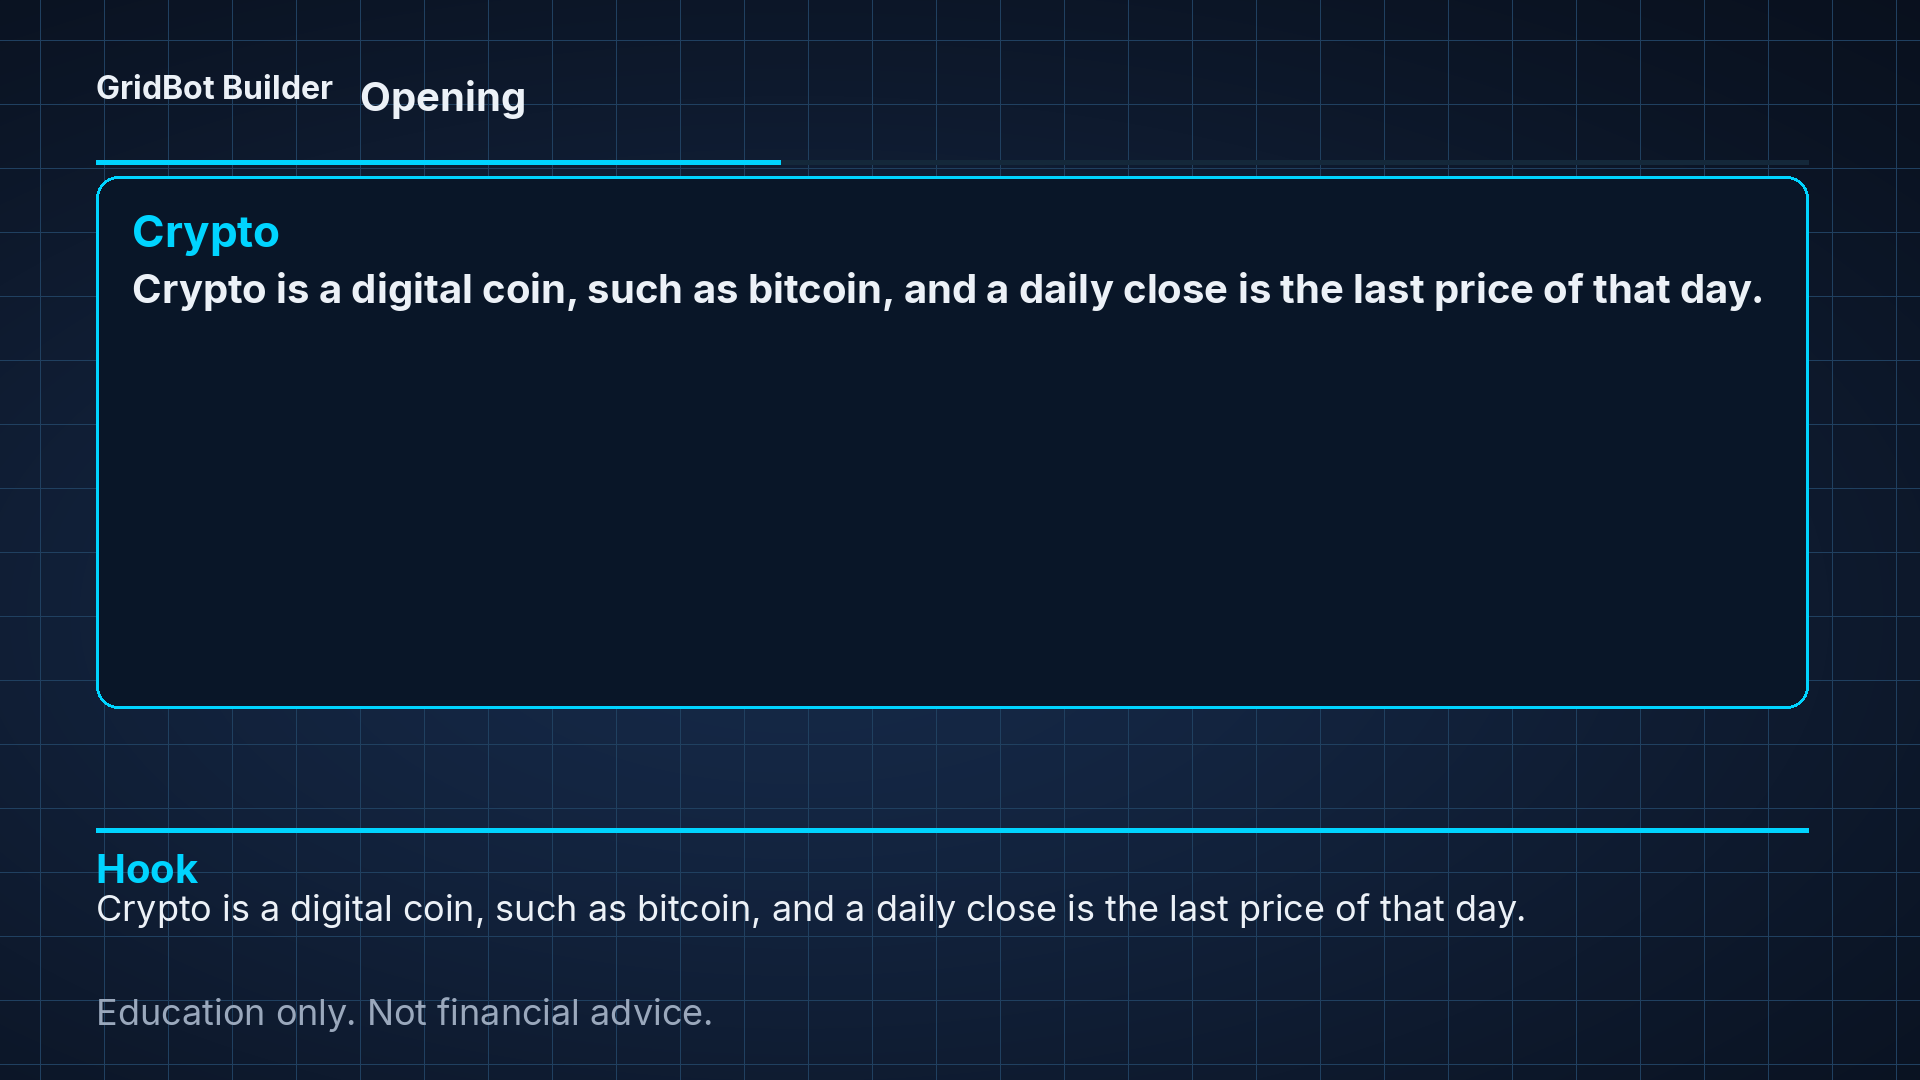 GridBot Builder
Opening
Crypto
Crypto is a digital coin, such as bitcoin, and a daily close is the last price of that day.
Hook
Crypto is a digital coin, such as bitcoin, and a daily close is the last price of that day.
Education only. Not financial advice.